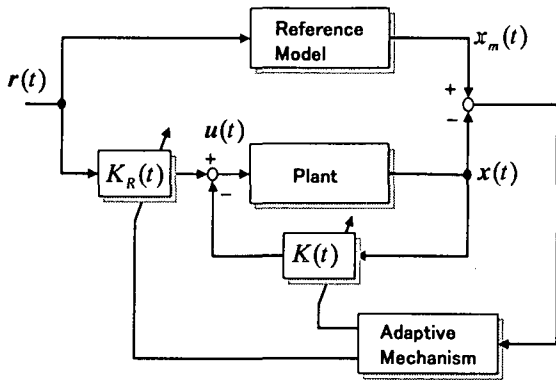 Reference
Model
x_m(t)
r(t)
+
−
u(t)
+
K_R(t)
−
Plant
x(t)
K(t)
Adaptive
Mechanism